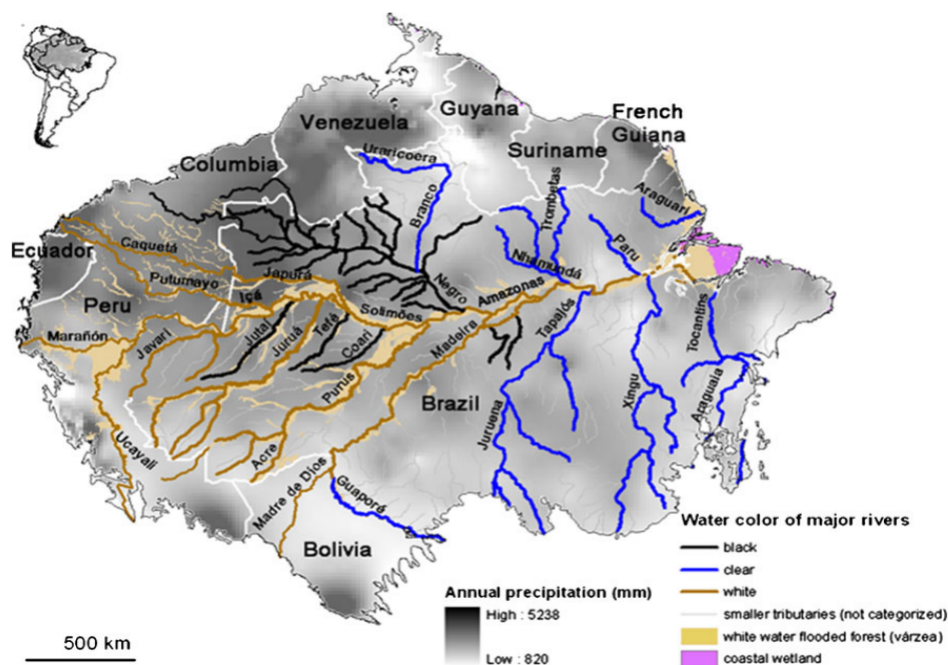 Guyana
French
Guiana
Venezuela
Suriname
Columbia
Uraricoera
Branco
Trombetas
Araguari
Ecuador
Caquetá
Paru
Nhamundá
Putumayo
Japurá
Negro
Amazonas
Içá
Peru
Solimões
Marañón
Javari
Jutaí
Juruá
Tefé
Coari
Madeira
Tapajós
Tocantins
Purus
Brazil
Xingu
Araguaia
Juruena
Ucayali
Acre
Madre de Dios
Guaporé
Bolivia
Water color of major rivers
black
clear
white
smaller tributaries (not categorized)
white water flooded forest (várzea)
coastal wetland
Annual precipitation (mm)
High : 5238
Low : 820
500 km